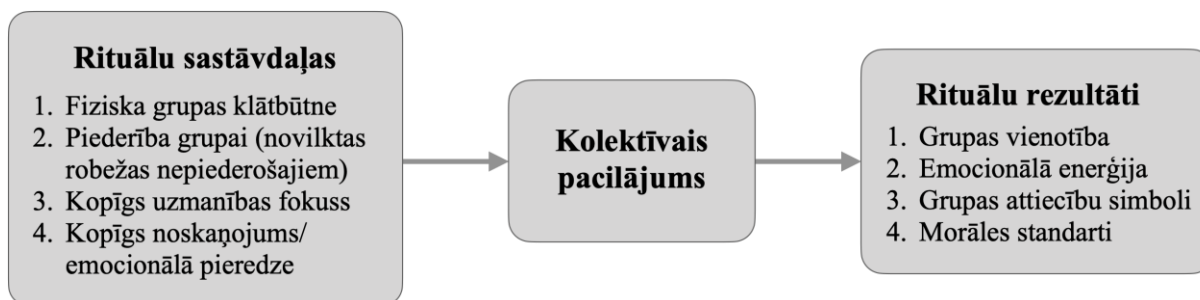 Rituālu sastāvdaļas
1. Fiziska grupas klātbūtne
2. Piederība grupai (novilktas
robežas nepiederošajiem)
3. Kopīgs uzmanības fokuss
4. Kopīgs noskaņojums/
emocionālā pieredze
Kolektīvais
pacilājums
Rituālu rezultāti
1. Grupas vienotība
2. Emocionālā enerģija
3. Grupas attiecību simboli
4. Morāles standarti